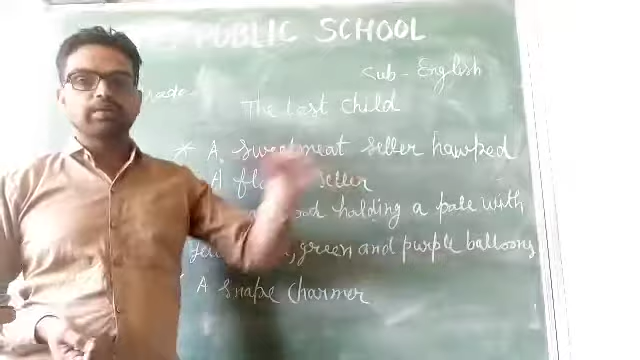 PUBLIC SCHOOL
Sub - English
The Lost Child
* A. Sweetmeat Seller hawked
A seller
holding a pole with
green and purple balloons
A Snake Charmer